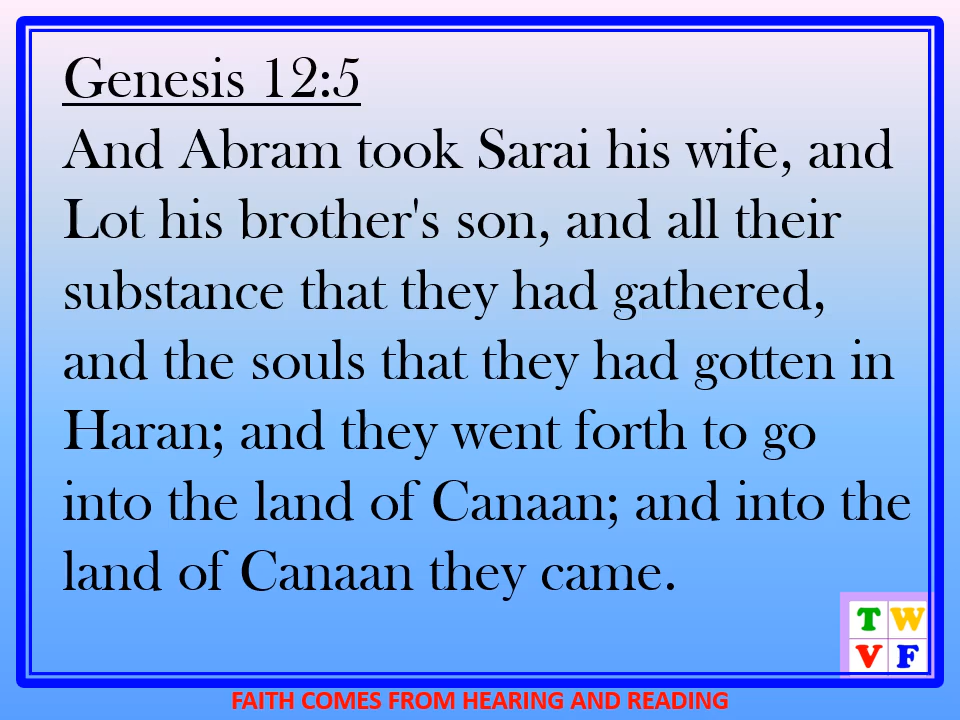 Genesis 12:5
And Abram took Sarai his wife, and
Lot his brother's son, and all their
substance that they had gathered,
and the souls that they had gotten in
Haran; and they went forth to go
into the land of Canaan; and into the
land of Canaan they came.
T W
V F
FAITH COMES FROM HEARING AND READING